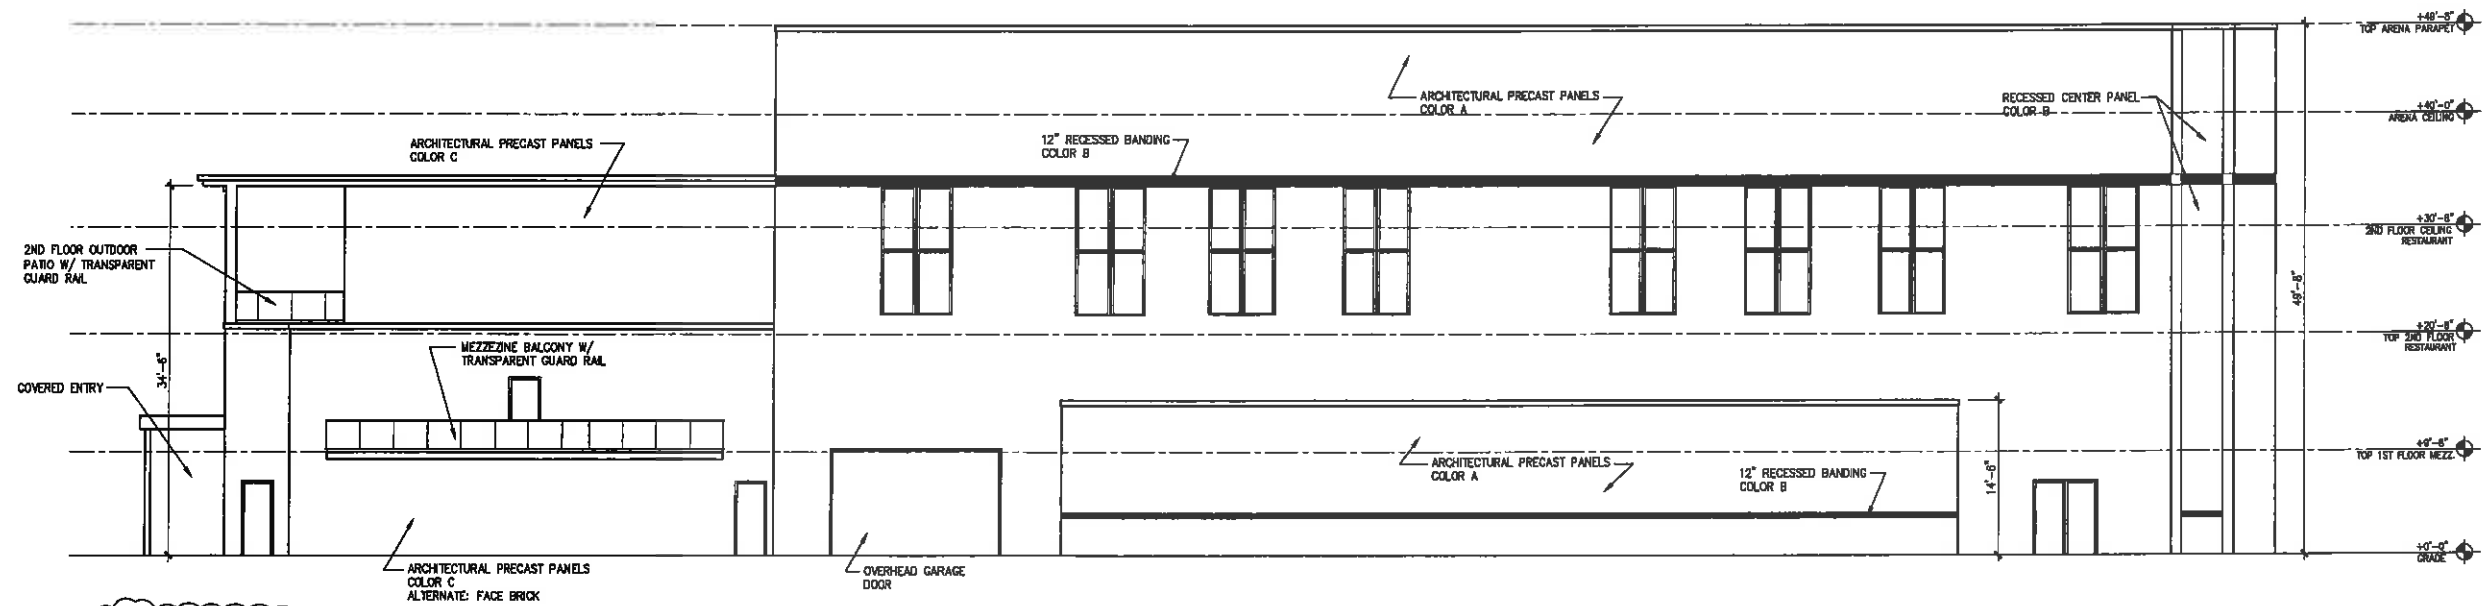 +49'-8"
TOP ARENA PARAPET
ARCHITECTURAL PRECAST PANELS
COLOR A
RECESSED CENTER PANEL
COLOR B
+40'-0"
ARENA CEILING
ARCHITECTURAL PRECAST PANELS
COLOR C
12" RECESSED BANDING
COLOR B
+30'-8"
2ND FLOOR CEILING
RESTAURANT
2ND FLOOR OUTDOOR
PATIO W/ TRANSPARENT
GUARD RAIL
49'-8"
+20'-8"
TOP 2ND FLOOR
RESTAURANT
MEZZEZINE BALCONY W/
TRANSPARENT GUARD RAIL
34'-6"
COVERED ENTRY
+9'-8"
TOP 1ST FLOOR MEZZ.
ARCHITECTURAL PRECAST PANELS
COLOR A
12" RECESSED BANDING
COLOR B
14'-6"
+0'-0"
GRADE
ARCHITECTURAL PRECAST PANELS
COLOR C
ALTERNATE: FACE BRICK
OVERHEAD GARAGE
DOOR